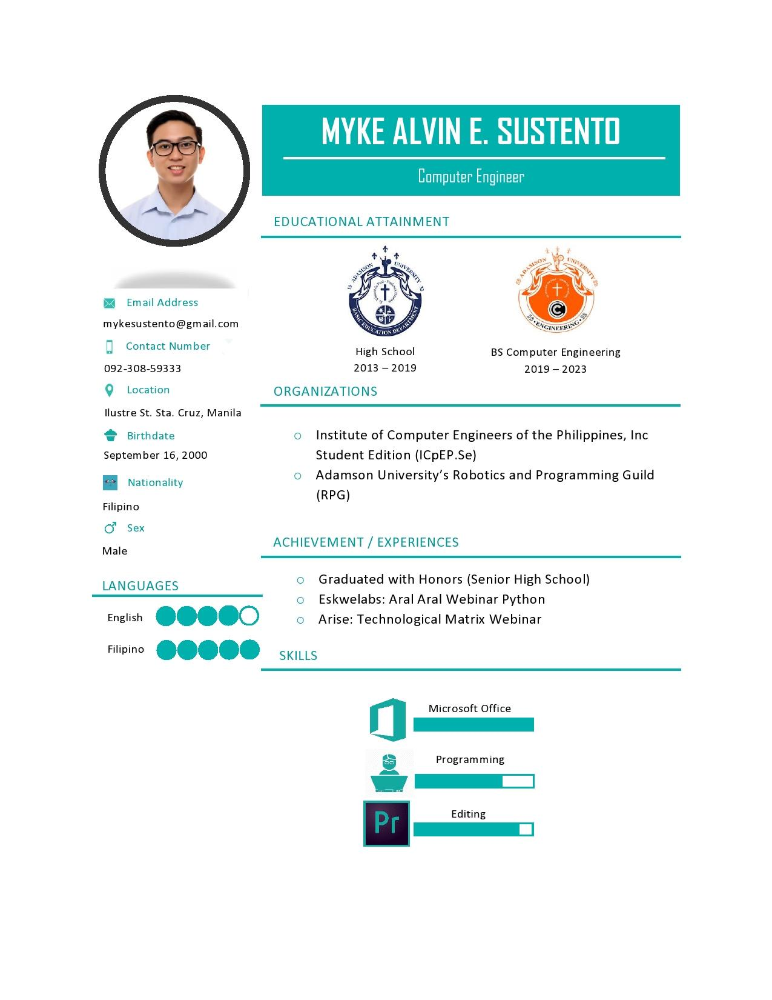 MYKE ALVIN E. SUSTENTO
Computer Engineer
Email Address
mykesustento@gmail.com
Contact Number
092-308-59333
Location
Ilustre St. Sta. Cruz, Manila
Birthdate
September 16, 2000
Nationality
Filipino
Sex
Male
LANGUAGES
English
Filipino
EDUCATIONAL ATTAINMENT
ADAMSON UNIVERSITY
19 32
BASIC EDUCATION DEPARTMENT
High School
2013 – 2019
ADAMSON UNIVERSITY
ENGINEERING
BS Computer Engineering
2019 – 2023
ORGANIZATIONS
○ Institute of Computer Engineers of the Philippines, Inc
Student Edition (ICpEP.Se)
○ Adamson University’s Robotics and Programming Guild
(RPG)
ACHIEVEMENT / EXPERIENCES
○ Graduated with Honors (Senior High School)
○ Eskwelabs: Aral Aral Webinar Python
○ Arise: Technological Matrix Webinar
SKILLS
Microsoft Office
Programming
Pr
Editing